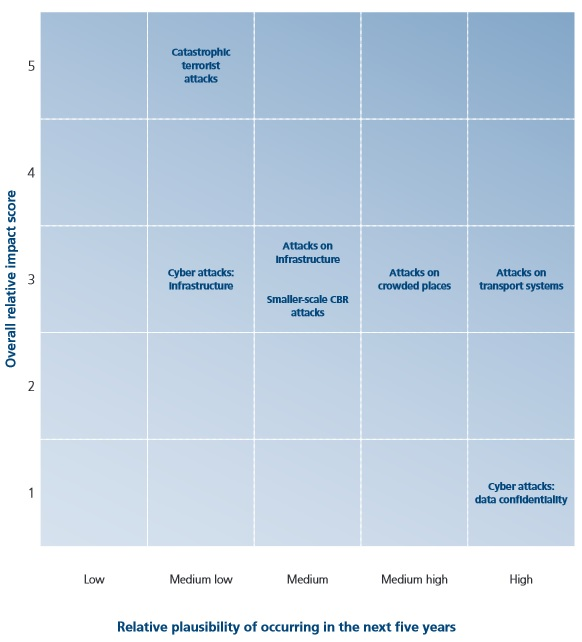 Overall relative impact score
5
Catastrophic
terrorist
attacks
4
3
Cyber attacks:
Infrastructure
Attacks on
Infrastructure
Smaller-scale CBR
attacks
Attacks on
crowded places
Attacks on
transport systems
2
1
Cyber attacks:
data confidentiality
Low
Medium low
Medium
Medium high
High
Relative plausibility of occurring in the next five years